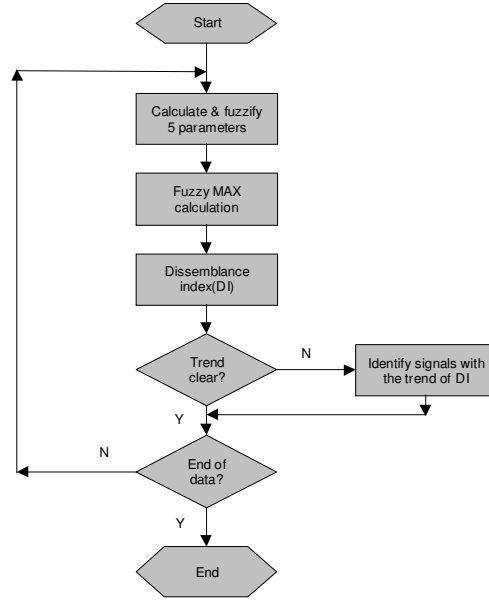 Start
Calculate & fuzzify
5 parameters
Fuzzy MAX
calculation
Dissemblance
index(DI)
Trend
clear?
N
Identify signals with
the trend of DI
Y
N
End of
data?
Y
End